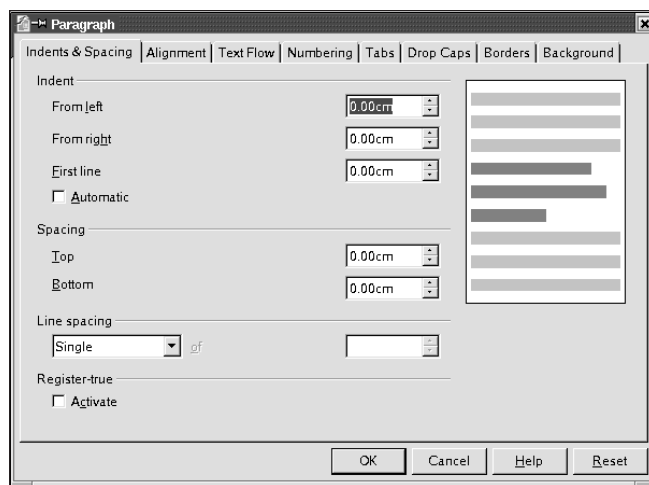 Paragraph
Indents & Spacing Alignment Text Flow Numbering Tabs Drop Caps Borders Background
Indent
From left 0.00cm
From right 0.00cm
First line 0.00cm
Automatic
Spacing
Top 0.00cm
Bottom 0.00cm
Line spacing
Single of
Register-true
Activate
OK Cancel Help Reset